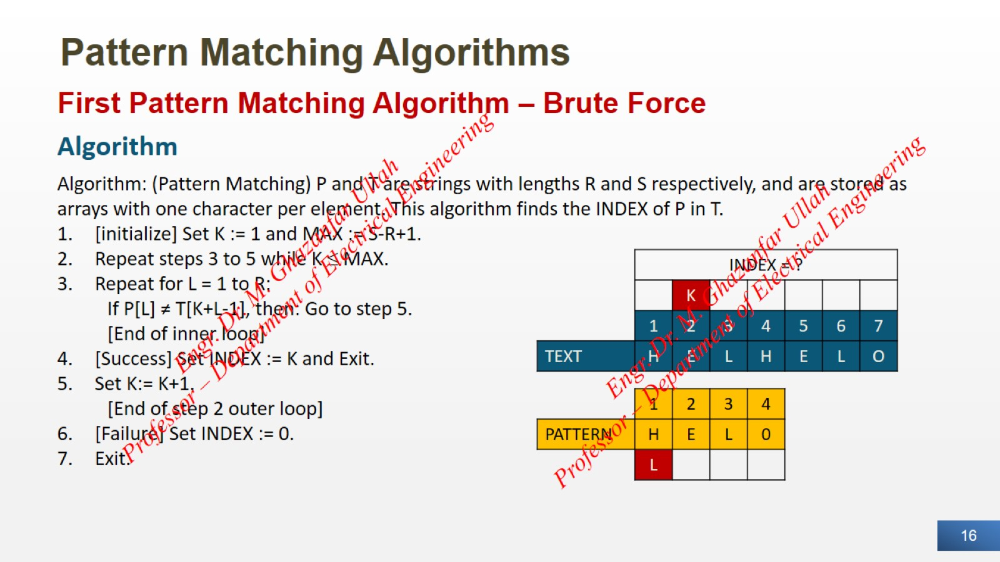 Pattern Matching Algorithms
First Pattern Matching Algorithm – Brute Force
Algorithm
Algorithm: (Pattern Matching) P and T are strings with lengths R and S respectively, and are stored as
arrays with one character per element. This algorithm finds the INDEX of P in T.
1. [initialize] Set K := 1 and MAX := S-R+1.
2. Repeat steps 3 to 5 while K ≤ MAX.
3. Repeat for L = 1 to R:
If P[L] ≠ T[K+L-1], then: Go to step 5.
[End of inner loop]
4. [Success] Set INDEX := K and Exit.
5. Set K:= K+1.
[End of step 2 outer loop]
6. [Failure] Set INDEX := 0.
7. Exit.
INDEX = ?
K
1 2 3 4 5 6 7
TEXT H E L H E L O
1 2 3 4
PATTERN H E L 0
L
Engr. Dr. M. Ghazanfar Ullah
Professor – Department of Electrical Engineering
Engr. Dr. M. Ghazanfar Ullah
Professor – Department of Electrical Engineering
16